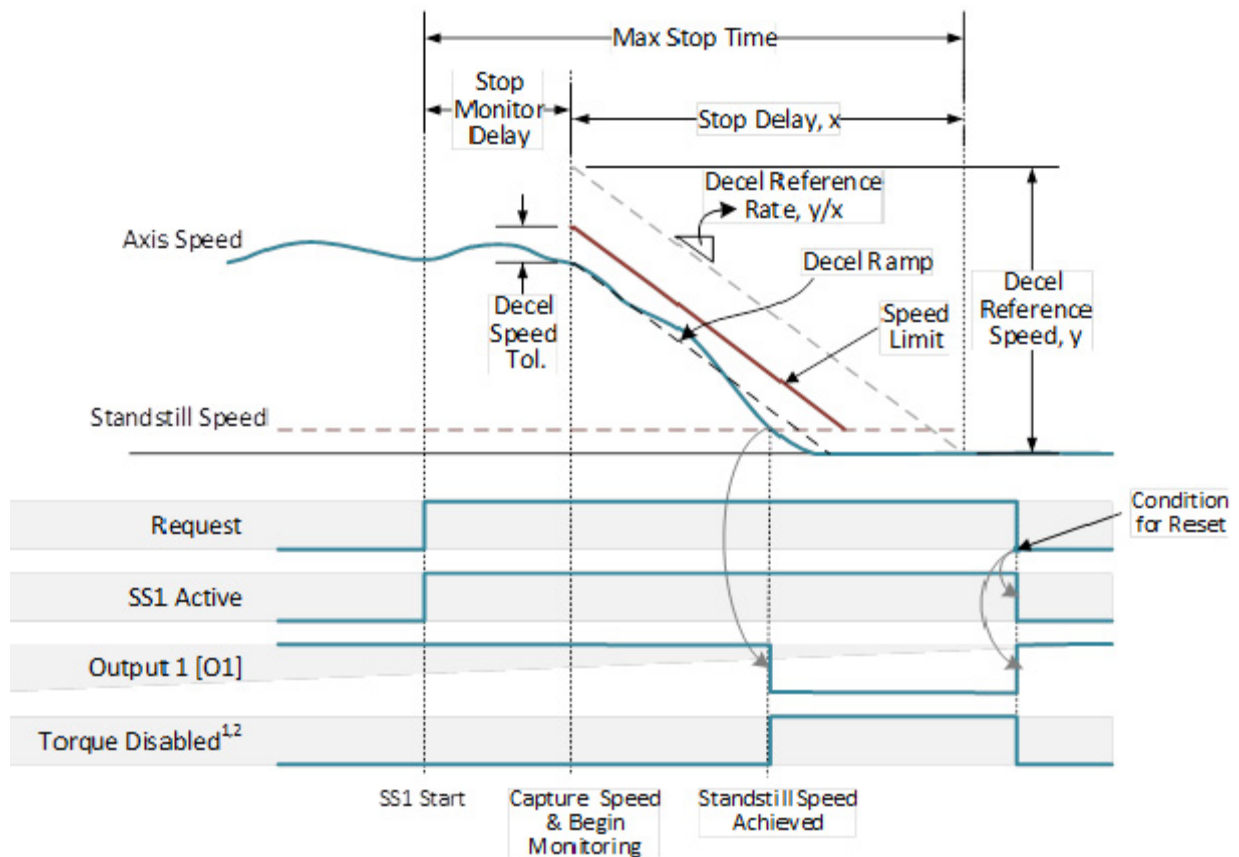 Max Stop Time
Stop
Monitor
Delay
Stop Delay, x
Decel Reference
Rate, y/x
Axis Speed
Decel Ramp
Decel
Speed
Tol.
Speed
Limit
Decel
Reference
Speed, y
Standstill Speed
Request
Condition
for Reset
SS1 Active
Output 1 [O1]
Torque Disabled1,2
SS1 Start
Capture Speed
& Begin
Monitoring
Standstill Speed
Achieved